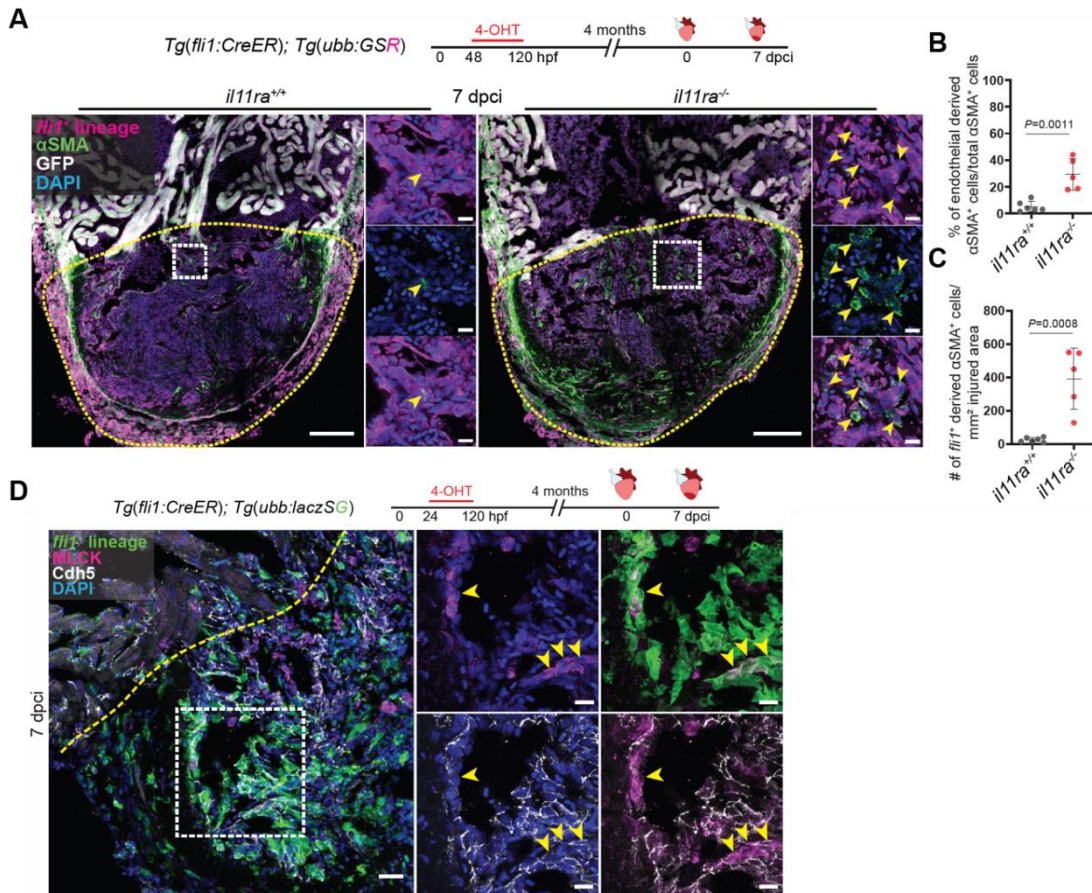 A
Tg(fli1:CreER); Tg(ubb:GSR)
4-OHT
4 months
0 48 120 hpf 0 7 dpci
il11ra+/+ 7 dpci il11ra-/-
fli1+ lineage
αSMA
GFP
DAPI
B
% of endothelial derived
αSMA+ cells/total αSMA+ cells
100
80
60
40
20
0
P=0.0011
il11ra+/+
il11ra-/-
C
# of fli1+ derived αSMA+ cells/
mm² injured area
800
600
400
200
0
P=0.0008
il11ra+/+
il11ra-/-
D
Tg(fli1:CreER); Tg(ubb:laczSG)
4-OHT
4 months
0 24 120 hpf 0 7 dpci
7 dpci
fli1+ lineage
MLCK
Cdh5
DAPI